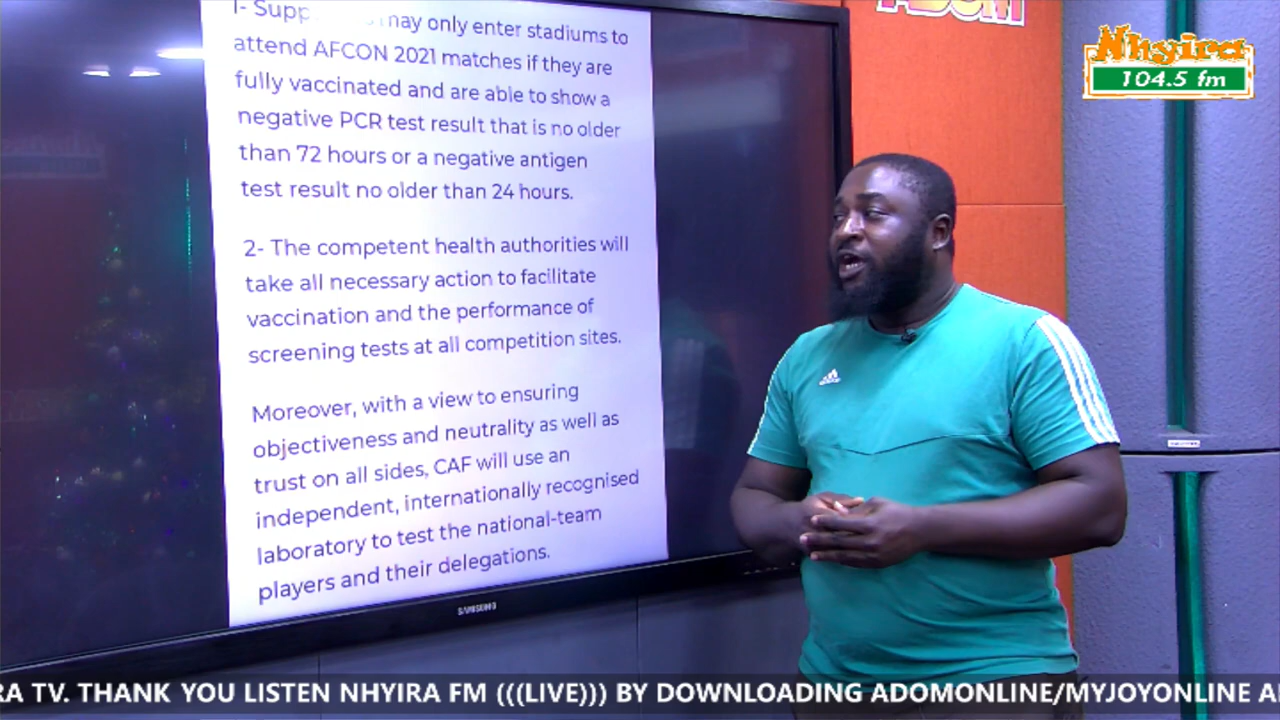 may only enter stadiums to
attend AFCON 2021 matches if they are
fully vaccinated and are able to show a
negative PCR test result that is no older
than 72 hours or a negative antigen
test result no older than 24 hours.
2- The competent health authorities will
take all necessary action to facilitate
vaccination and the performance of
screening tests at all competition sites.
Moreover, with a view to ensuring
objectiveness and neutrality as well as
trust on all sides, CAF will use an
independent, internationally recognised
laboratory to test the national-team
players and their delegations.
SAMSUNG
Nhyira
104.5 fm
RA TV. THANK YOU LISTEN NHYIRA FM (((LIVE))) BY DOWNLOADING ADOMONLINE/MYJOYONLINE